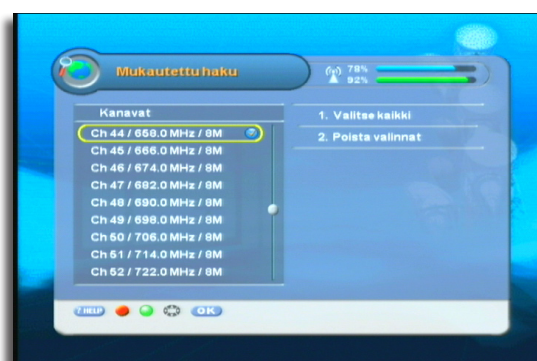 Mukautettu haku
78%
92%
Kanavat
Ch 44 / 658.0 MHz / 8M
Ch 45 / 666.0 MHz / 8M
Ch 46 / 674.0 MHz / 8M
Ch 47 / 682.0 MHz / 8M
Ch 48 / 690.0 MHz / 8M
Ch 49 / 698.0 MHz / 8M
Ch 50 / 706.0 MHz / 8M
Ch 51 / 714.0 MHz / 8M
Ch 52 / 722.0 MHz / 8M
1. Valitse kaikki
2. Poista valinnat
? HELP OK